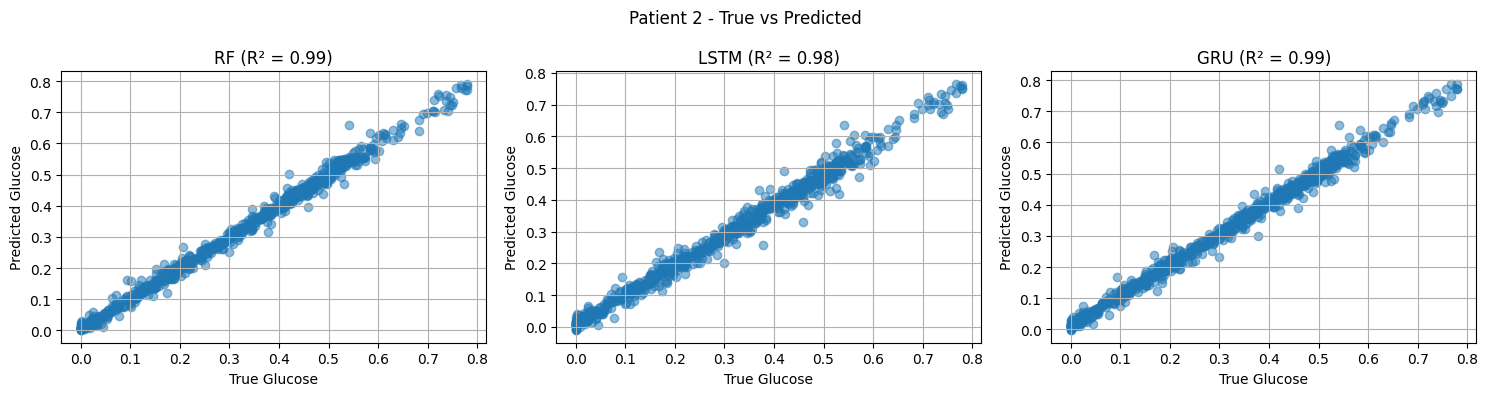 Patient 2 - True vs Predicted
RF (R² = 0.99)
0.8
0.7
0.6
0.5
0.4
0.3
0.2
0.1
0.0
Predicted Glucose
0.0 0.1 0.2 0.3 0.4 0.5 0.6 0.7 0.8
True Glucose
LSTM (R² = 0.98)
0.8
0.7
0.6
0.5
0.4
0.3
0.2
0.1
0.0
Predicted Glucose
0.0 0.1 0.2 0.3 0.4 0.5 0.6 0.7 0.8
True Glucose
GRU (R² = 0.99)
0.8
0.7
0.6
0.5
0.4
0.3
0.2
0.1
0.0
Predicted Glucose
0.0 0.1 0.2 0.3 0.4 0.5 0.6 0.7 0.8
True Glucose